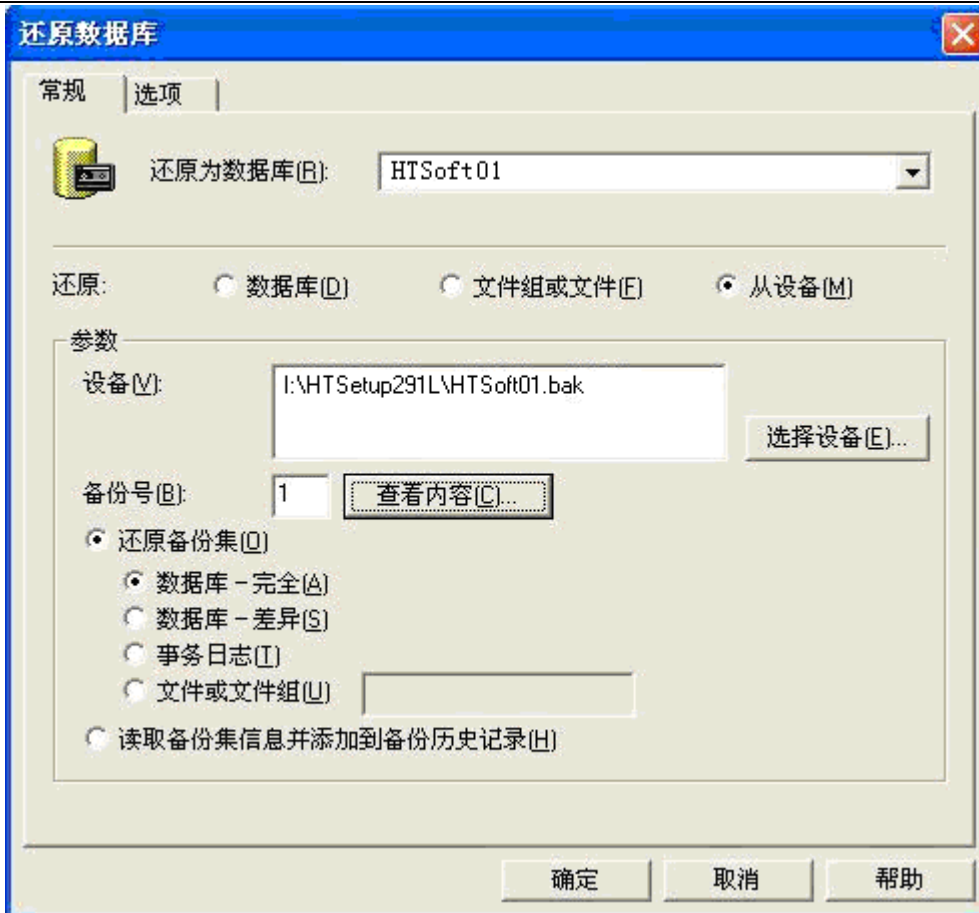 还原数据库
常规 选项
还原为数据库(R): HTSoft01
还原: 数据库(D) 文件组或文件(F) 从设备(M)
参数
设备(V): I:\HTSetup291L\HTSoft01.bak
选择设备(E)...
备份号(B): 1 查看内容(C)...
还原备份集(O)
数据库－完全(A)
数据库－差异(S)
事务日志(T)
文件或文件组(U)
读取备份集信息并添加到备份历史记录(H)
确定 取消 帮助